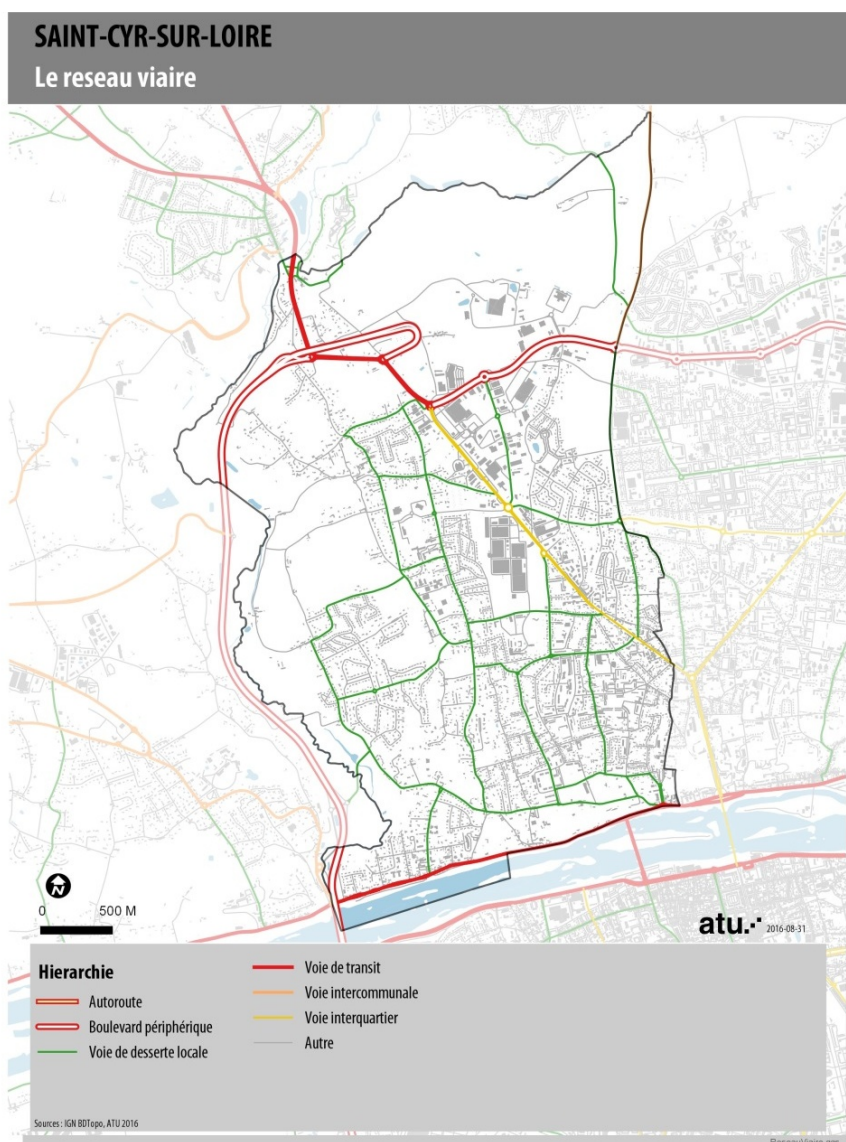 SAINT-CYR-SUR-LOIRE
Le reseau viaire
N
0 500 M
atu.
2016-08-31
Hierarchie
Autoroute
Boulevard périphérique
Voie de desserte locale
Voie de transit
Voie intercommunale
Voie interquartier
Autre
Sources : IGN BDTopo, ATU 2016